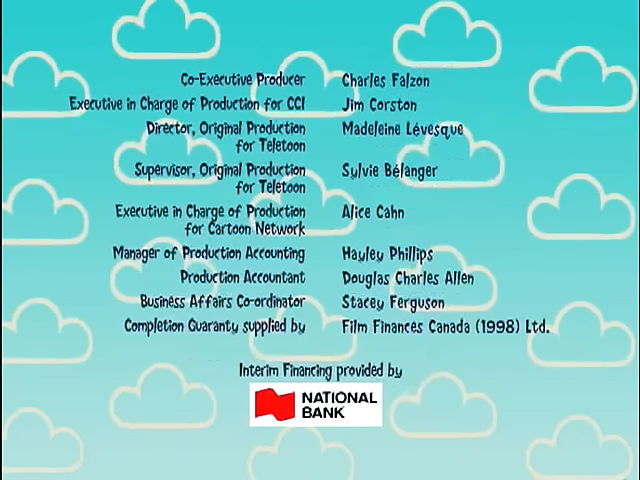 Co-Executive Producer Charles Falzon
Executive in Charge of Production for CCI Jim Corston
Director, Original Production Madeleine Lévesque
for Teletoon
Supervisor, Original Production Sylvie Bélanger
for Teletoon
Executive in Charge of Production Alice Cahn
for Cartoon Network
Manager of Production Accounting Hayley Phillips
Production Accountant Douglas Charles Allen
Business Affairs Co-ordinator Stacey Ferguson
Completion Guaranty supplied by Film Finances Canada (1998) Ltd.
Interim Financing provided by
NATIONAL
BANK